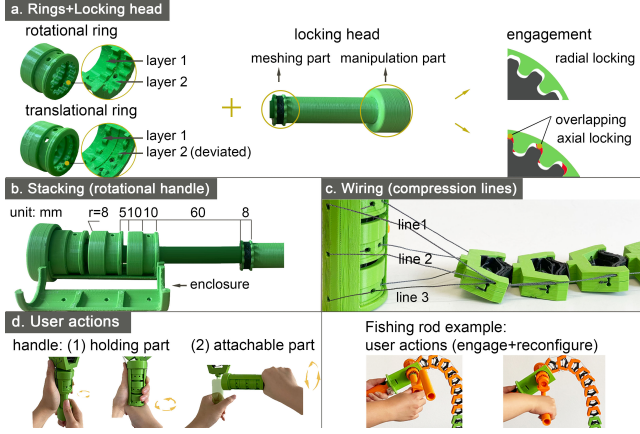 a. Rings+Locking head
rotational ring
layer 1
layer 2
translational ring
layer 1
layer 2 (deviated)
locking head
meshing part
manipulation part
engagement
radial locking
overlapping
axial locking
b. Stacking (rotational handle)
unit: mm
r=8
5
10
10
60
8
enclosure
c. Wiring (compression lines)
line1
line 2
line 3
d. User actions
handle: (1) holding part
(2) attachable part
Fishing rod example:
user actions (engage+reconfigure)